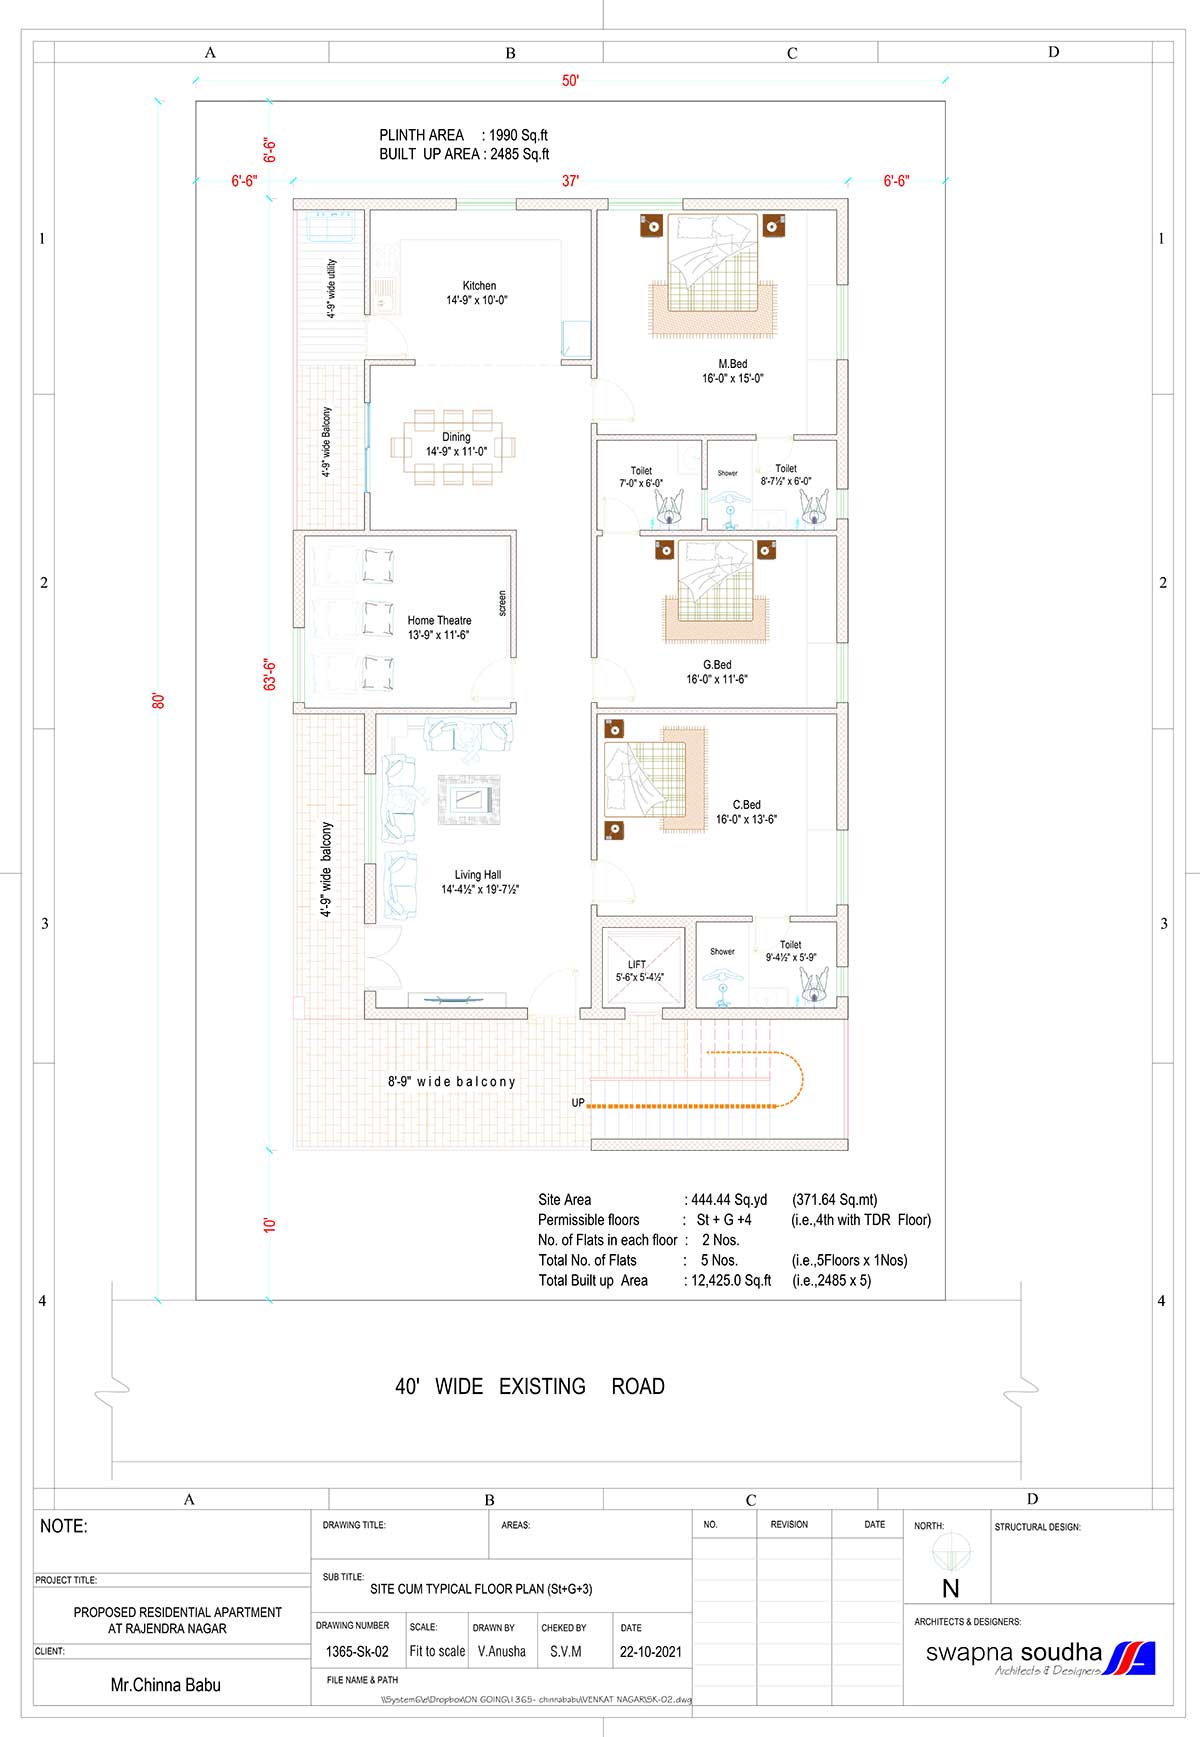 A B C D
50'
PLINTH AREA : 1990 Sq.ft
BUILT UP AREA : 2485 Sq.ft
6'-6"
6'-6" 37' 6'-6"
1 1
4'-9" wide utility
Kitchen
14'-9" x 10'-0"
M.Bed
16'-0" x 15'-0"
4'-9" wide Balcony
Dining
14'-9" x 11'-0"
Toilet
7'-0" x 6'-0"
Shower
Toilet
8'-7½" x 6'-0"
2 2
Home Theatre
13'-9" x 11'-6"
screen
G.Bed
16'-0" x 11'-6"
80'
63'-6"
C.Bed
16'-0" x 13'-6"
4'-9" wide balcony
Living Hall
14'-4½" x 19'-7½"
3 3
LIFT
5'-6"x 5'-4½"
Shower
Toilet
9'-4½" x 5'-9"
8'-9" wide balcony
UP
10'
Site Area : 444.44 Sq.yd (371.64 Sq.mt)
Permissible floors : St + G +4 (i.e.,4th with TDR Floor)
No. of Flats in each floor : 2 Nos.
Total No. of Flats : 5 Nos. (i.e.,5Floors x 1Nos)
Total Built up Area : 12,425.0 Sq.ft (i.e.,2485 x 5)
4 4
40' WIDE EXISTING ROAD
A B C D
NOTE:
PROJECT TITLE:
PROPOSED RESIDENTIAL APARTMENT
AT RAJENDRA NAGAR
CLIENT:
Mr.Chinna Babu
DRAWING TITLE: AREAS:
SUB TITLE:
SITE CUM TYPICAL FLOOR PLAN (St+G+3)
DRAWING NUMBER SCALE: DRAWN BY CHEKED BY DATE
1365-Sk-02 Fit to scale V.Anusha S.V.M 22-10-2021
FILE NAME & PATH
\\System6\e\Dropbox\ON GOING\1365- chinnababu\VENKAT NAGAR\SK-02.dwg
NO. REVISION DATE
NORTH:
N
STRUCTURAL DESIGN:
ARCHITECTS & DESIGNERS:
swapna soudha
Architects & Designers